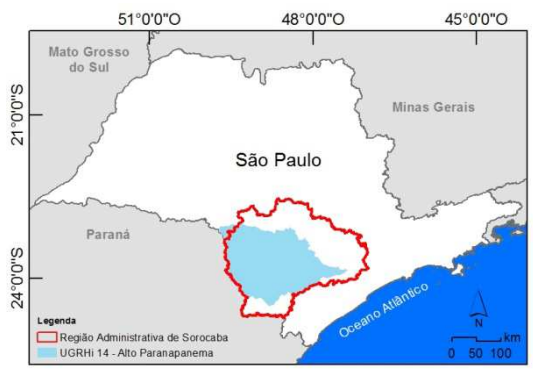 51°0'0"O 48°0'0"O 45°0'0"O
Mato Grosso
do Sul
Minas Gerais
21°0'0"S
São Paulo
Paraná
24°0'0"S
Oceano Atlântico
Legenda
Região Administrativa de Sorocaba
UGRHi 14 - Alto Paranapanema
N
km
0 50 100